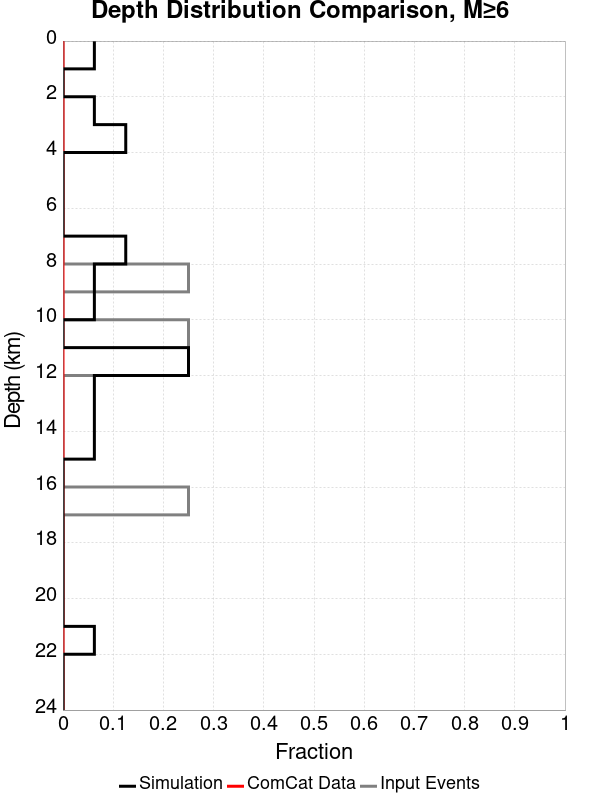 Depth Distribution Comparison, M≥6
0
2
4
6
8
10
12
14
16
18
20
22
24
Depth (km)
0 0.1 0.2 0.3 0.4 0.5 0.6 0.7 0.8 0.9 1
Fraction
Simulation ComCat Data Input Events